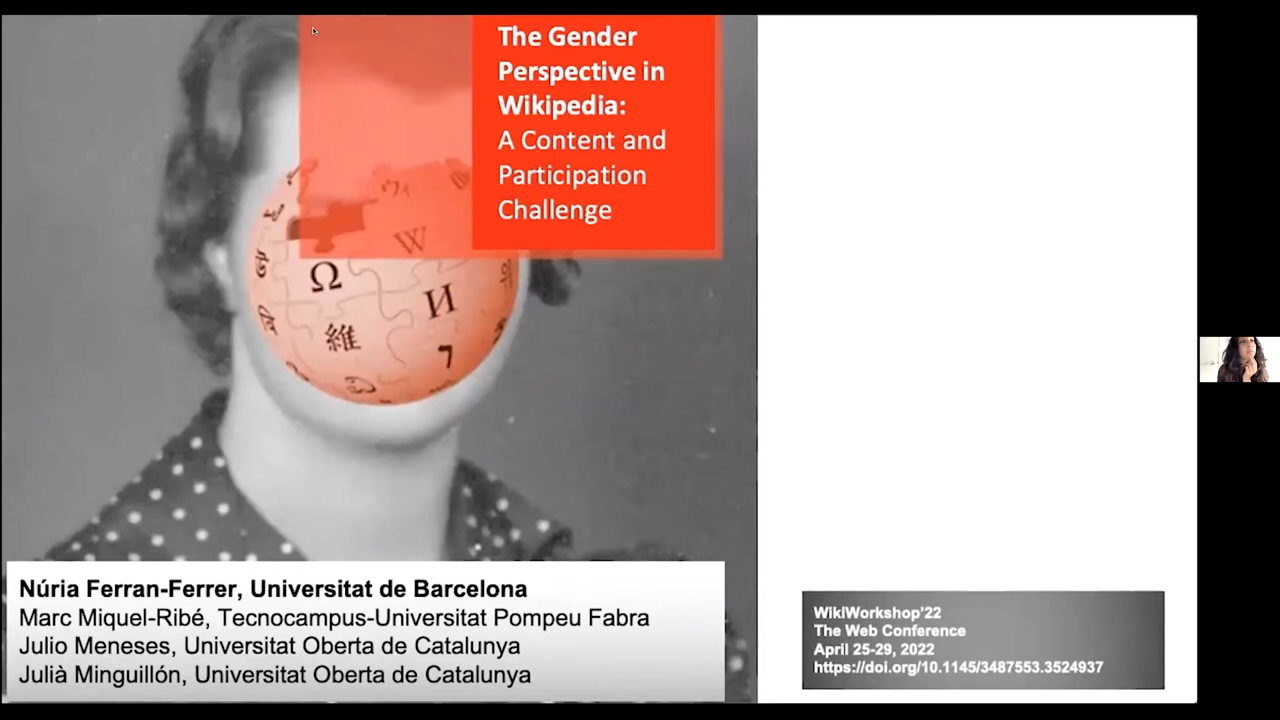 The Gender
Perspective in
Wikipedia:
A Content and
Participation
Challenge
W
Ω
И
維
7
Núria Ferran-Ferrer, Universitat de Barcelona
Marc Miquel-Ribé, Tecnocampus-Universitat Pompeu Fabra
Julio Meneses, Universitat Oberta de Catalunya
Julià Minguillón, Universitat Oberta de Catalunya
WikiWorkshop'22
The Web Conference
April 25-29, 2022
https://doi.org/10.1145/3487553.3524937